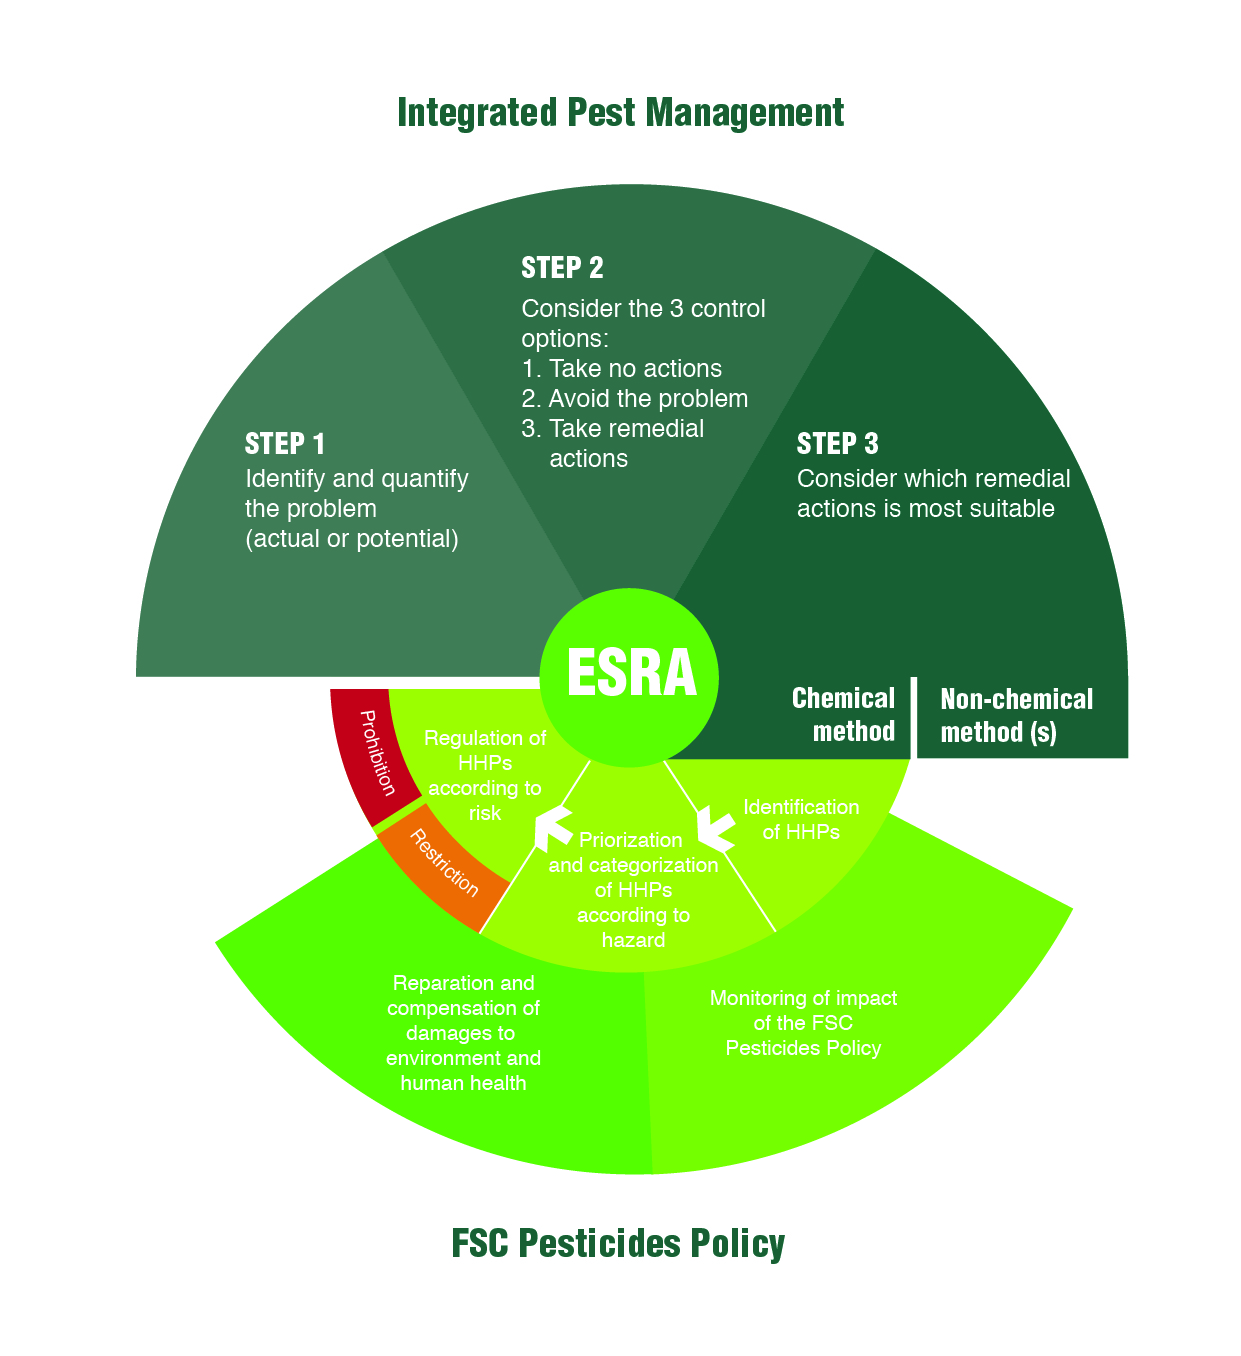 Integrated Pest Management
STEP 1
Identify and quantify
the problem
(actual or potential)
STEP 2
Consider the 3 control
options:
1. Take no actions
2. Avoid the problem
3. Take remedial
actions
STEP 3
Consider which remedial
actions is most suitable
ESRA
Chemical
method
Non-chemical
method (s)
Identification
of HHPs
Priorization
and categorization
of HHPs
according to
hazard
Regulation of
HHPs
according to
risk
Prohibition
Restriction
Reparation and
compensation of
damages to
environment and
human health
Monitoring of impact
of the FSC
Pesticides Policy
FSC Pesticides Policy